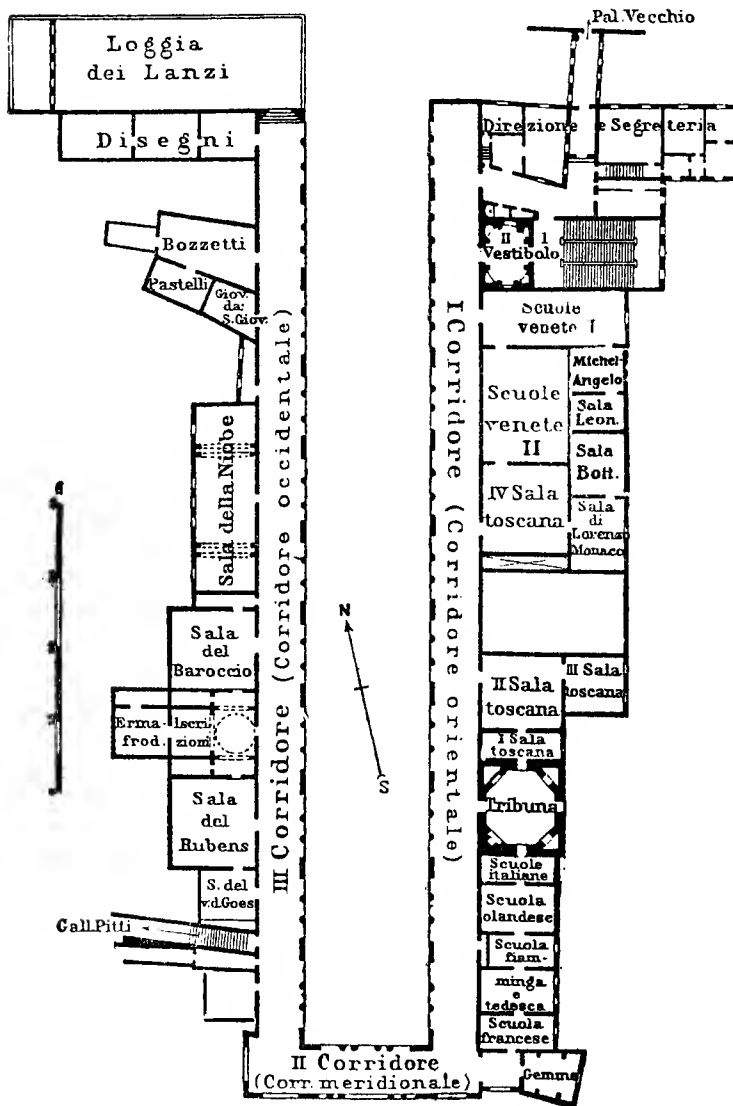 Pal. Vecchio
Loggia
dei Lanzi
Disegni
Direzione e Segreteria
Bozzetti
Pastelli
Giov.
da
S. Giov.
II
1
Vestibolo
Scuole
venete I
Michel-
Angelo
Sala
Leon.
Scuole
venete
II
Sala
Bott.
IV Sala
toscana
Sala
di
Lorenzo
Monaco
Sala della Niobe
III Corridore (Corridore occidentale)
I Corridore (Corridore orientale)
N
S
Sala
del
Baroccio
II Sala
toscana
III Sala
toscana
Ermafrod.
Iscrizioni
I Sala
toscana
Tribuna
Sala
del
Rubens
Scuole
italiane
S. del
v.d. Goes
Scuola
olandese
Gall. Pitti
Scuola
fiam-
minga
e
tedesca
Scuola
francese
II Corridore
(Corr. meridionale)
Gemme